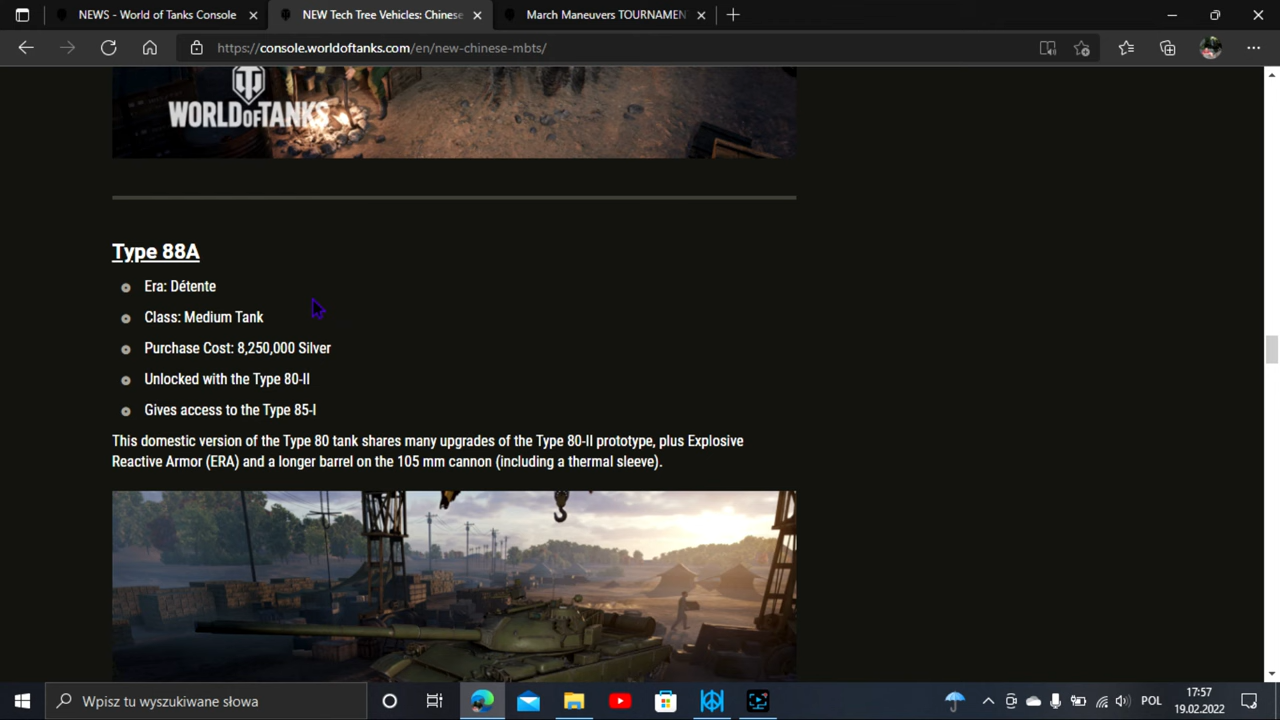 NEWS - World of Tanks Console
NEW Tech Tree Vehicles: Chinese
March Maneuvers TOURNAMEN
https://console.worldoftanks.com/en/new-chinese-mbts/
WORLD OF TANKS
Type 88A
Era: Détente
Class: Medium Tank
Purchase Cost: 8,250,000 Silver
Unlocked with the Type 80-II
Gives access to the Type 85-I
This domestic version of the Type 80 tank shares many upgrades of the Type 80-II prototype, plus Explosive
Reactive Armor (ERA) and a longer barrel on the 105 mm cannon (including a thermal sleeve).
Wpisz tu wyszukiwane słowa
POL
17:57
19.02.2022